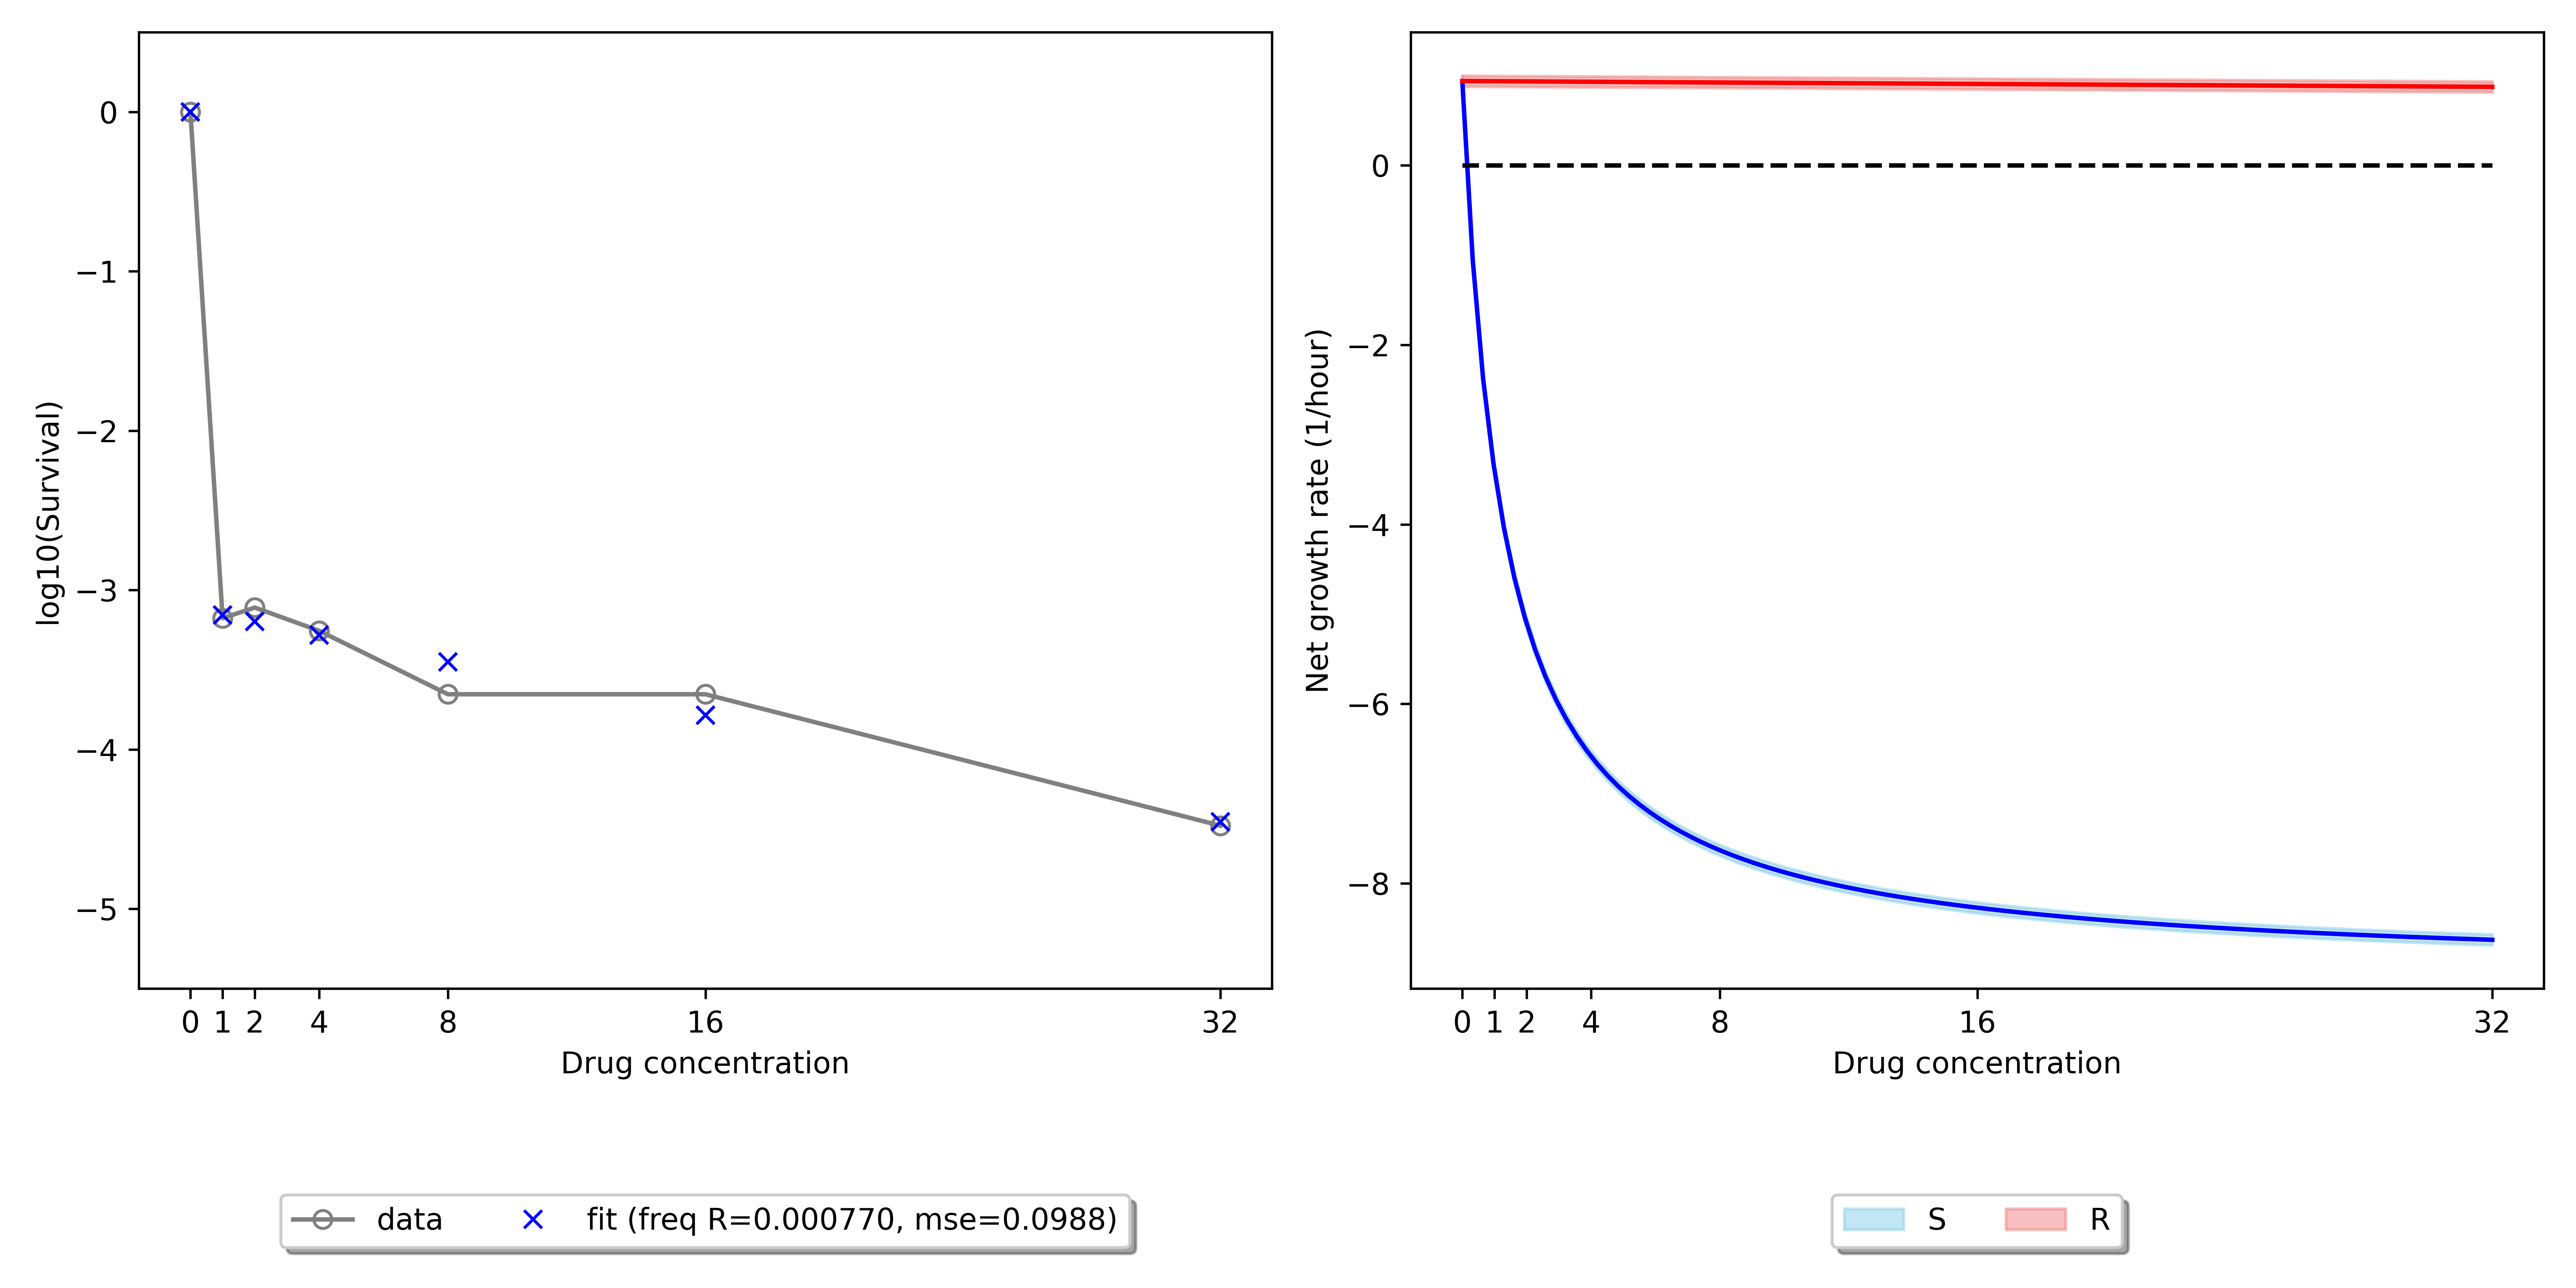 log10(Survival)
0
−1
−2
−3
−4
−5
0 1 2 4 8 16 32
Drug concentration
data fit (freq R=0.000770, mse=0.0988)
Net growth rate (1/hour)
0
−2
−4
−6
−8
0 1 2 4 8 16 32
Drug concentration
S R